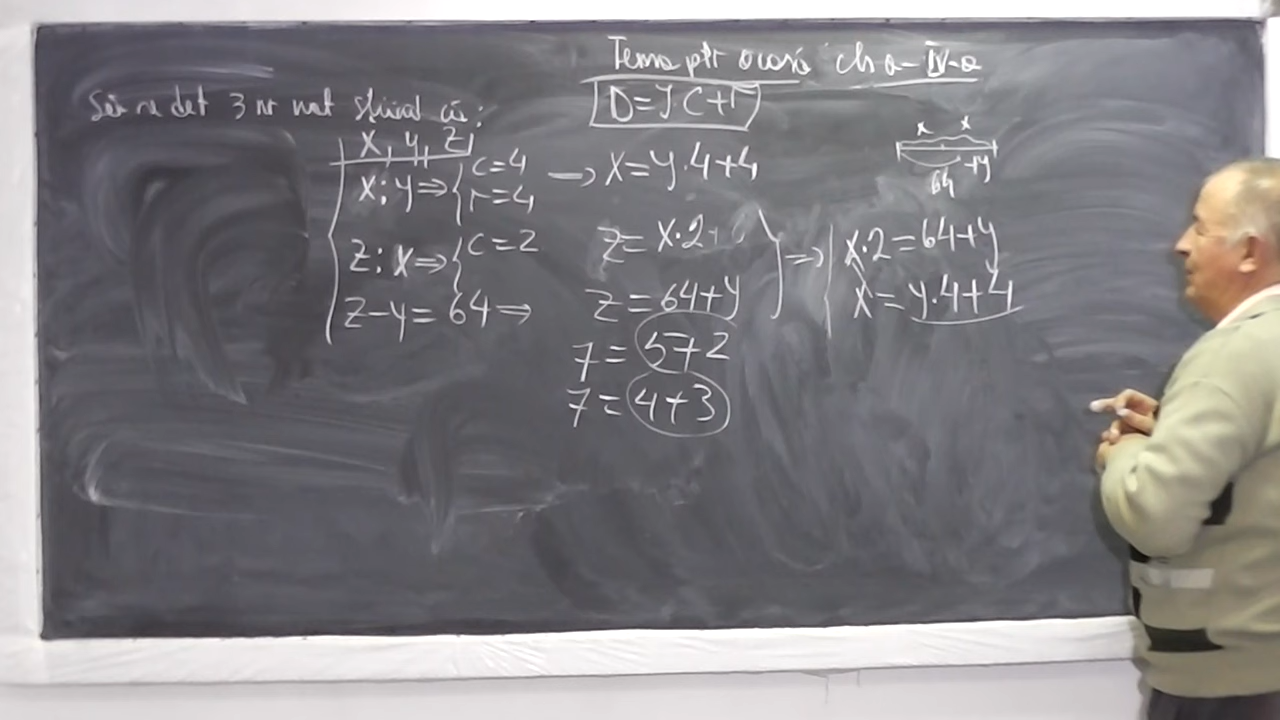 Tema ptr acasă cls a-IV-a
Să se det 3 nr nat știind că:
D=Î·C+r
x, y, z
x:y⇒{c=4
r=4
→x=y·4+4
z:x⇒{c=2
z=x·2+0
z-y=64⇒
z=64+y
⇒ x·2=64+y
x=y·4+4
7=5+2
7=4+3
x x
64 +y